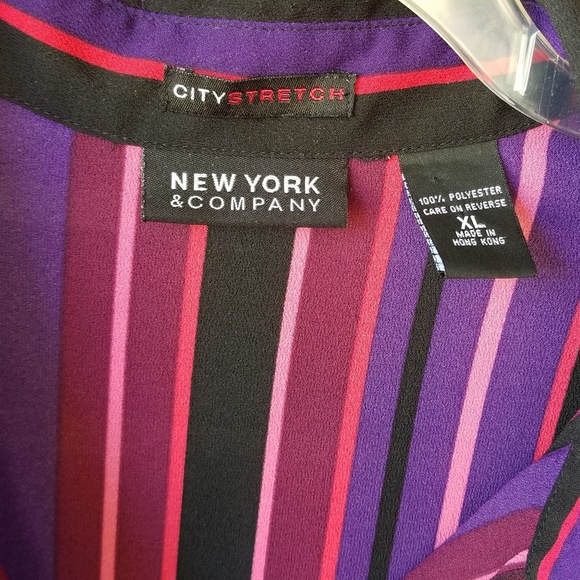 CITYSTRETCH
NEW YORK
&COMPANY
100% POLYESTER
CARE ON REVERSE
XL
MADE IN
HONG KONG